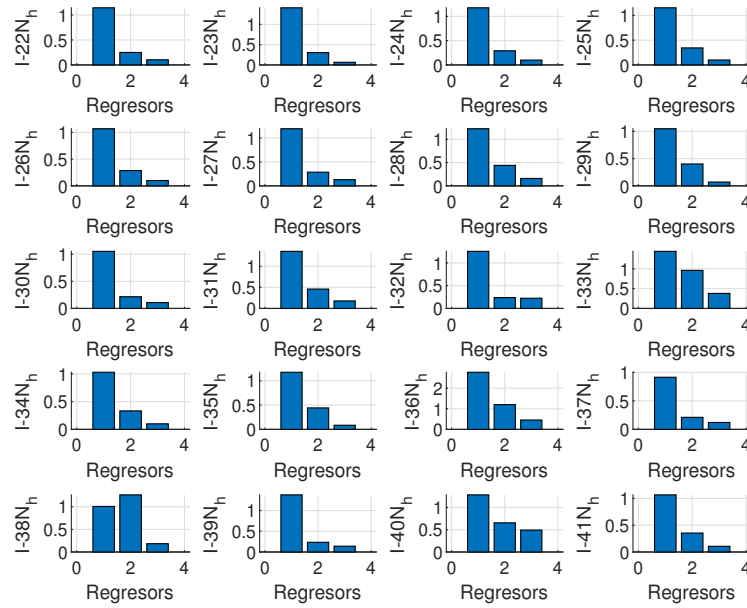 I-22N_h
1
0.5
0
0 2 4
Regresors
I-23N_h
1
0.5
0
0 2 4
Regresors
I-24N_h
1
0.5
0
0 2 4
Regresors
I-25N_h
1
0.5
0
0 2 4
Regresors
I-26N_h
1
0.5
0
0 2 4
Regresors
I-27N_h
1
0.5
0
0 2 4
Regresors
I-28N_h
1
0.5
0
0 2 4
Regresors
I-29N_h
1
0.5
0
0 2 4
Regresors
I-30N_h
1
0.5
0
0 2 4
Regresors
I-31N_h
1
0.5
0
0 2 4
Regresors
I-32N_h
1
0.5
0
0 2 4
Regresors
I-33N_h
1
0.5
0
0 2 4
Regresors
I-34N_h
1
0.5
0
0 2 4
Regresors
I-35N_h
1
0.5
0
0 2 4
Regresors
I-36N_h
2
1
0
0 2 4
Regresors
I-37N_h
1
0.5
0
0 2 4
Regresors
I-38N_h
1
0.5
0
0 2 4
Regresors
I-39N_h
1
0.5
0
0 2 4
Regresors
I-40N_h
1
0.5
0
0 2 4
Regresors
I-41N_h
1
0.5
0
0 2 4
Regresors